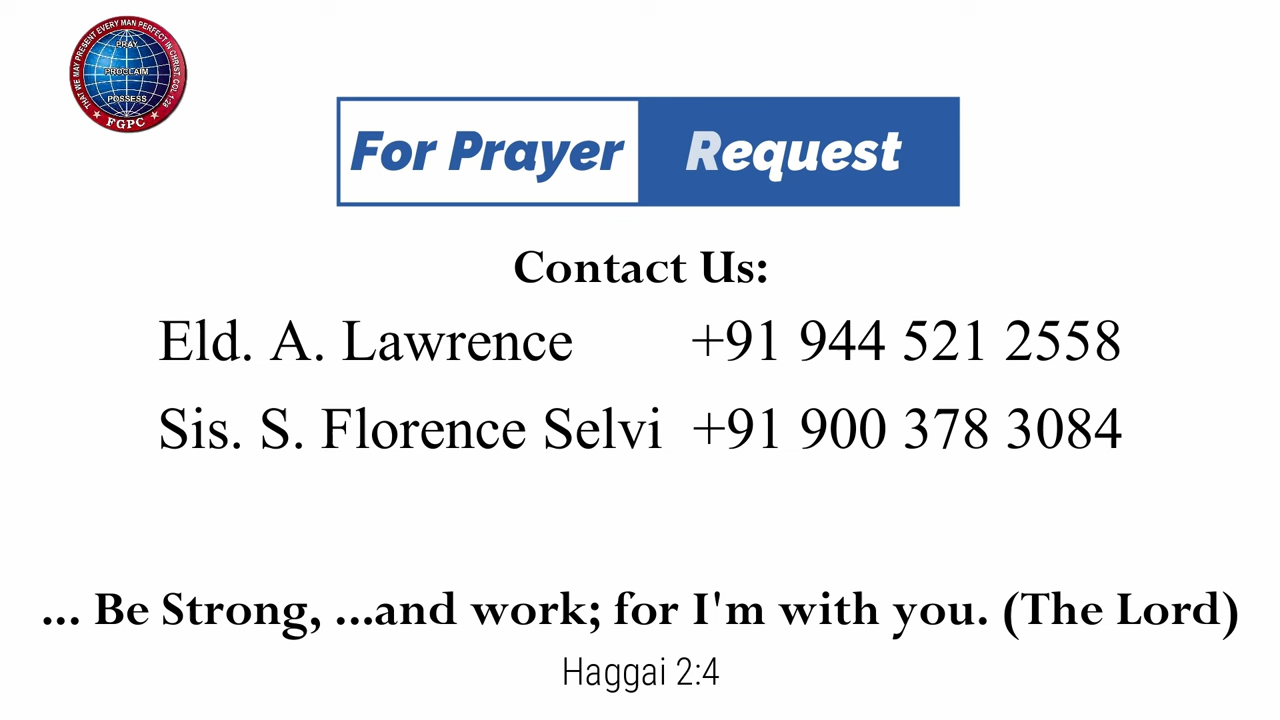 THAT WE MAY PRESENT EVERY MAN PERFECT IN CHRIST. COL 1:28
PRAY
PROCLAIM
POSSESS
FGPC
For Prayer Request
Contact Us:
Eld. A. Lawrence +91 944 521 2558
Sis. S. Florence Selvi +91 900 378 3084
... Be Strong, ...and work; for I'm with you. (The Lord)
Haggai 2:4